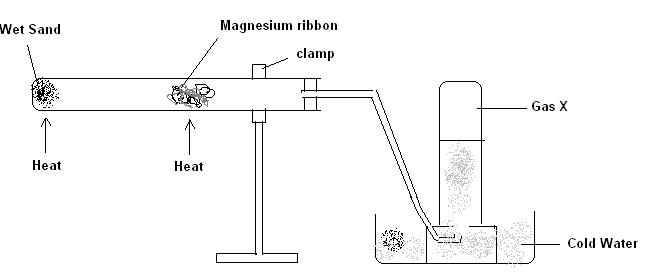 Magnesium ribbon
Wet Sand
clamp
Gas X
Heat
Heat
Cold Water